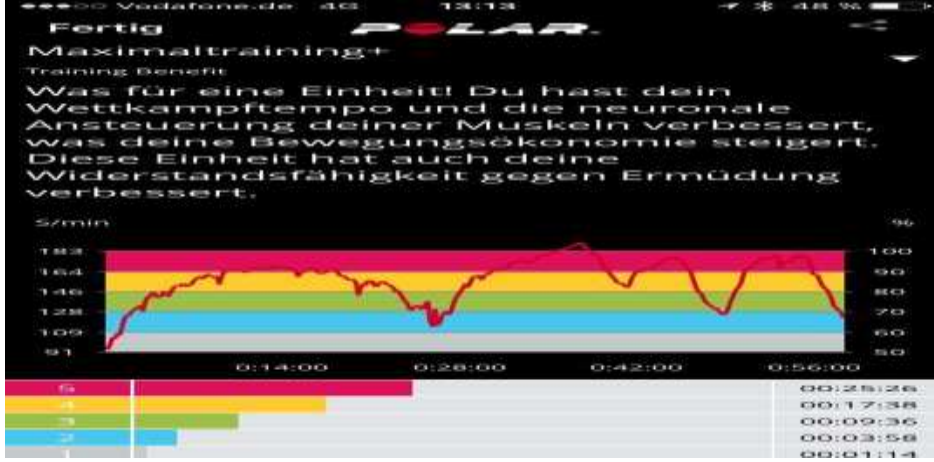 Vodafone.de 4G 13:13 48 %
Fertig POLAR.
Maximaltraining+
Training Benefit
Was für eine Einheit! Du hast dein
Wettkampftempo und die neuronale
Ansteuerung deiner Muskeln verbessert,
was deine Bewegungsökonomie steigert.
Diese Einheit hat auch deine
Widerstandsfähigkeit gegen Ermüdung
verbessert.
S/min %
183 100
164 90
146 80
128 70
109 60
91 50
0:14:00 0:28:00 0:42:00 0:56:00
5 00:25:26
4 00:17:38
3 00:09:36
2 00:03:58
1 00:01:14